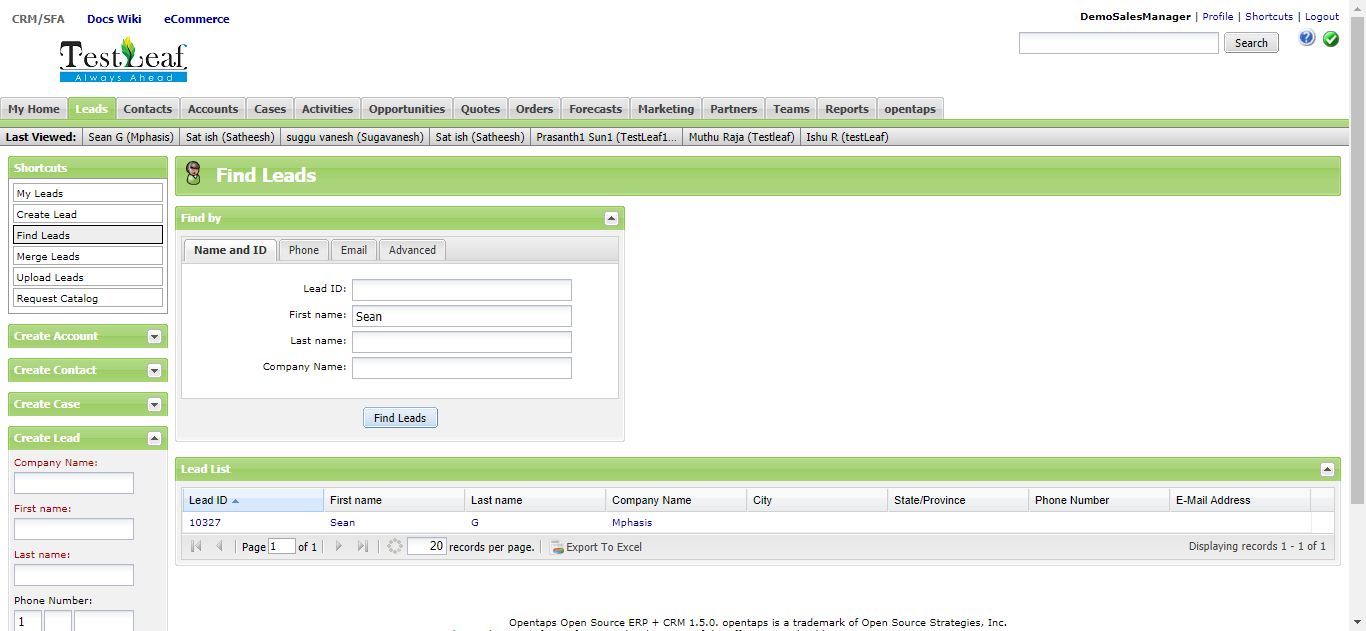 CRM/SFA Docs Wiki eCommerce
DemoSalesManager | Profile | Shortcuts | Logout
Search
TestLeaf
Always Ahead
My Home Leads Contacts Accounts Cases Activities Opportunities Quotes Orders Forecasts Marketing Partners Teams Reports opentaps
Last Viewed: Sean G (Mphasis) Sat ish (Satheesh) suggu vanesh (Sugavanesh) Sat ish (Satheesh) Prasanth1 Sun1 (TestLeaf1... Muthu Raja (Testleaf) Ishu R (testLeaf)
Shortcuts
My Leads
Create Lead
Find Leads
Merge Leads
Upload Leads
Request Catalog
Create Account
Create Contact
Create Case
Create Lead
Company Name:
First name:
Last name:
Phone Number:
1
Find Leads
Find by
Name and ID Phone Email Advanced
Lead ID:
First name: Sean
Last name:
Company Name:
Find Leads
Lead List
Lead ID First name Last name Company Name City State/Province Phone Number E-Mail Address
10327 Sean G Mphasis
Page 1 of 1 20 records per page. Export To Excel Displaying records 1 - 1 of 1
Opentaps Open Source ERP + CRM 1.5.0. opentaps is a trademark of Open Source Strategies, Inc.